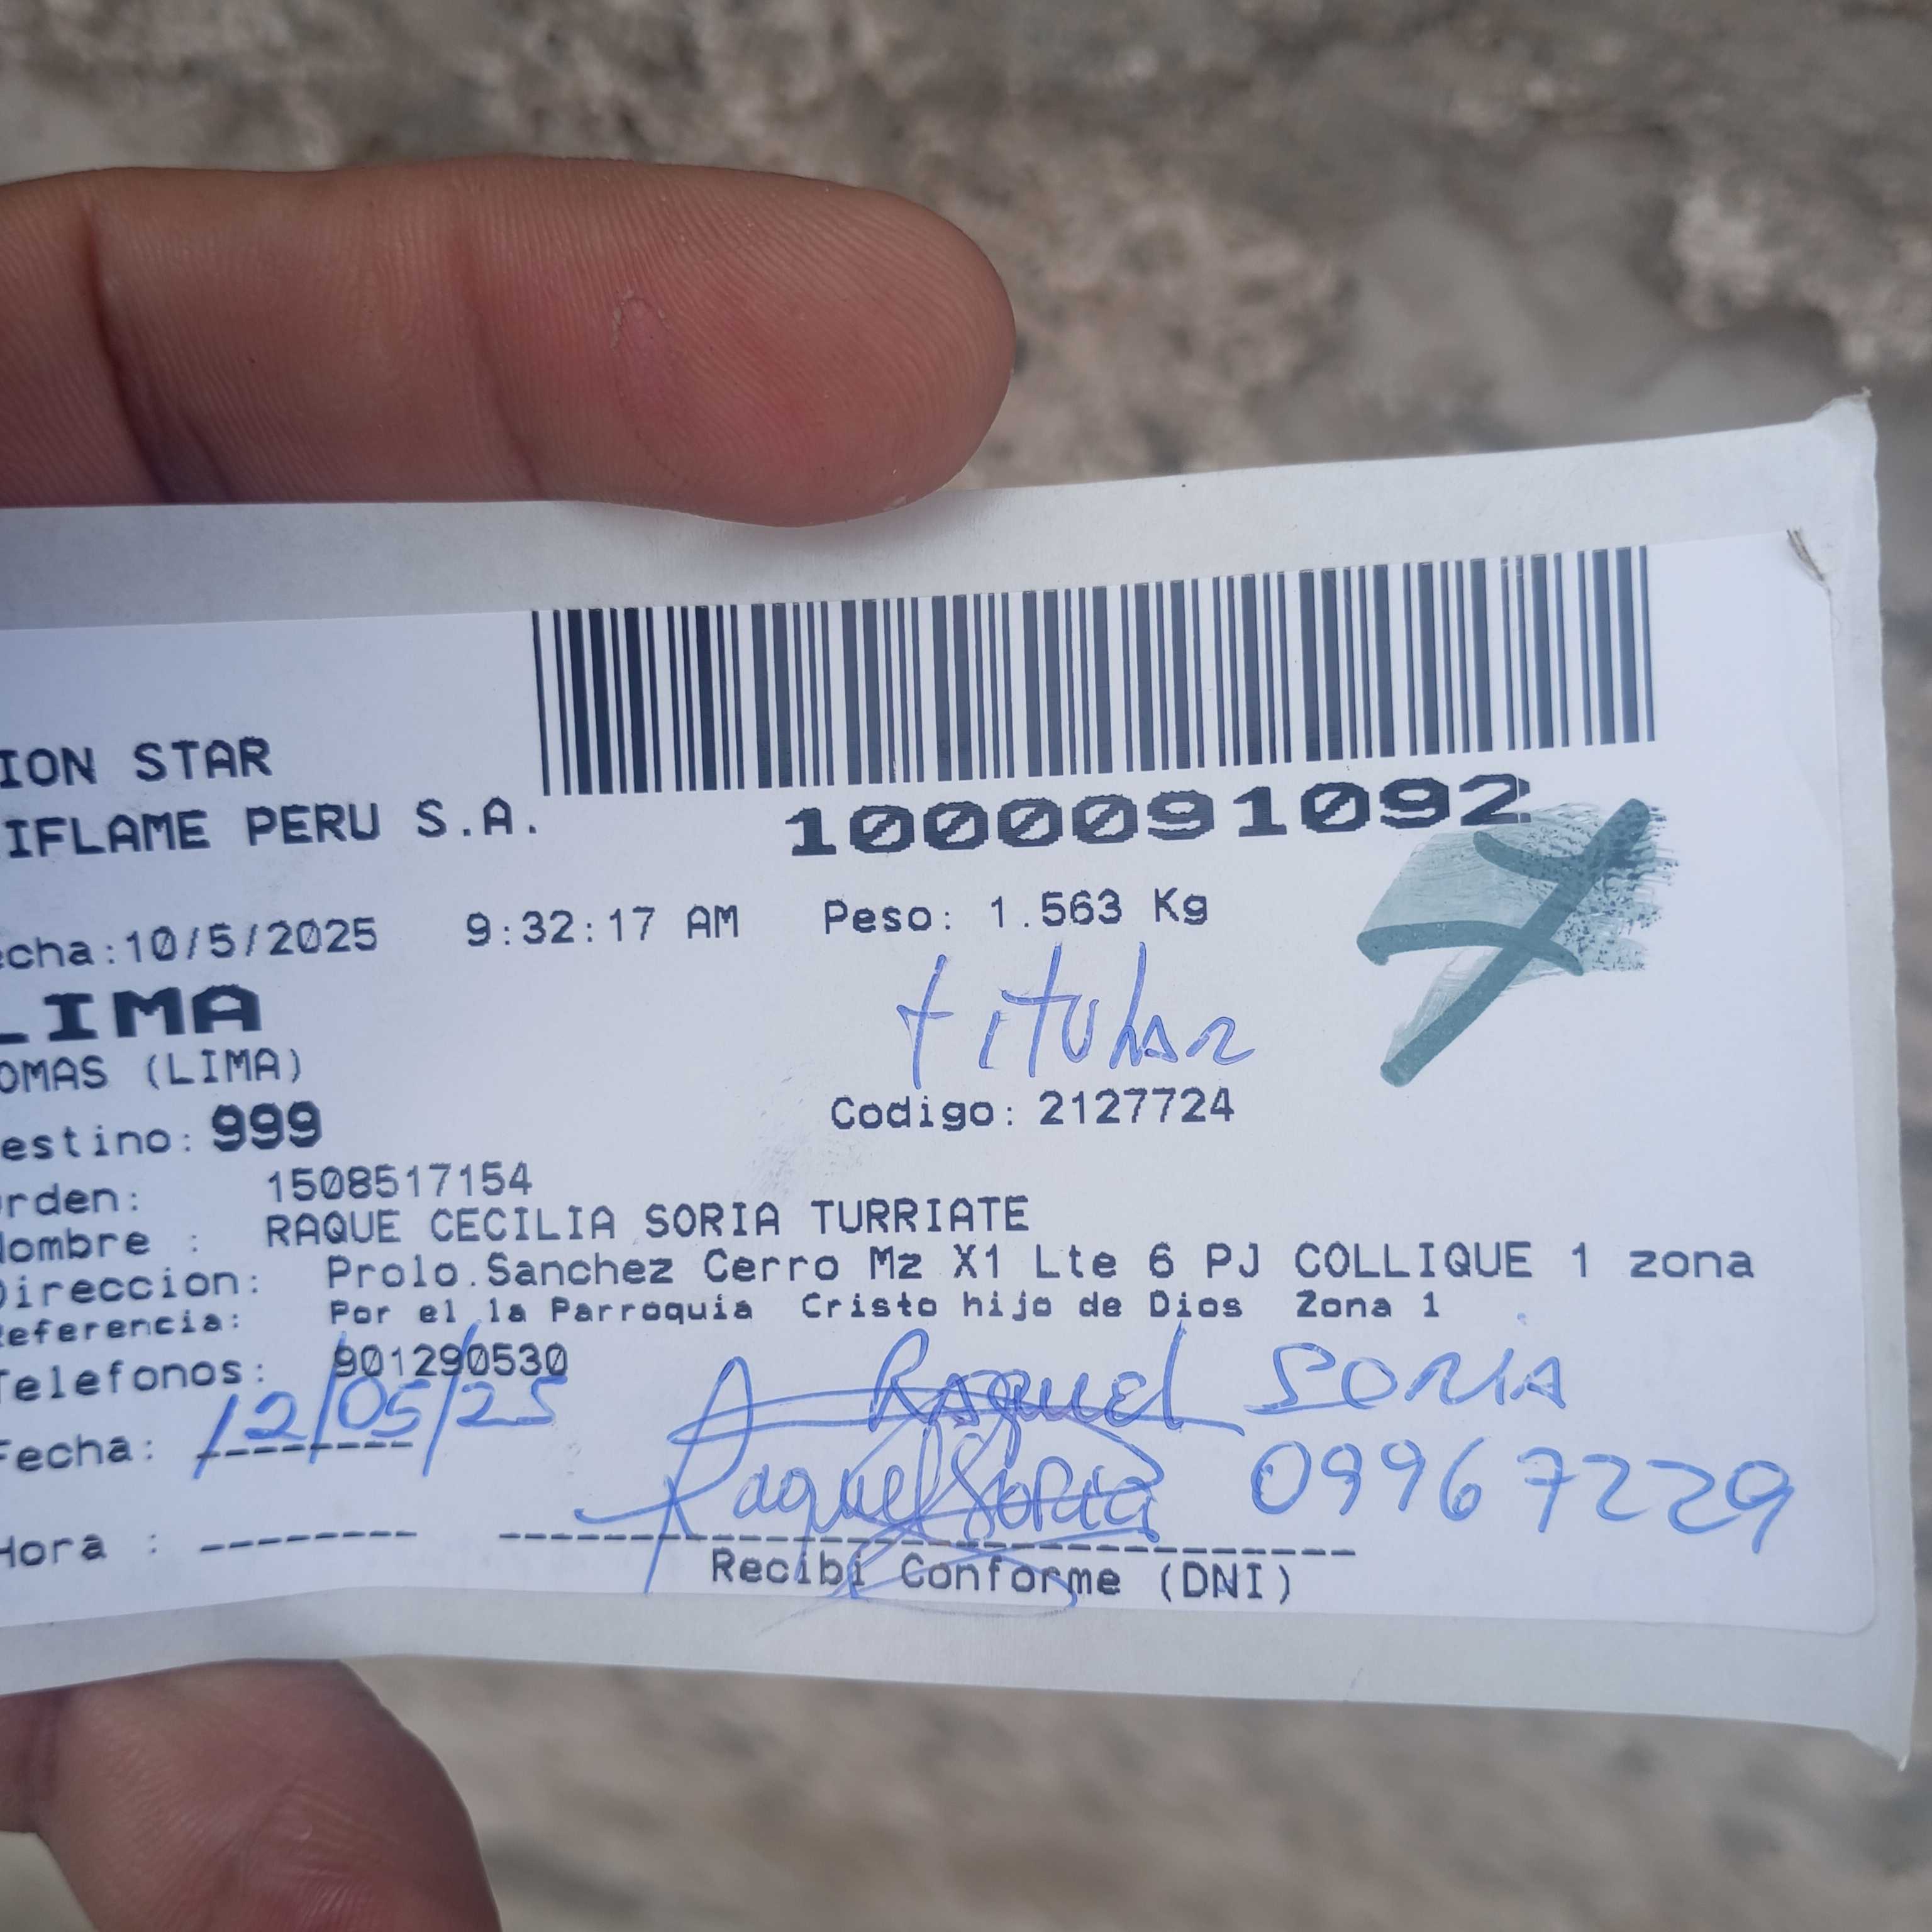 ION STAR
IFLAME PERU S.A.
1000091092
echa:10/5/2025 9:32:17 AM Peso: 1.563 Kg
LIMA
titular
OMAS (LIMA)
estino: 999
Codigo: 2127724
rden: 1508517154
Nombre : RAQUE CECILIA SORIA TURRIATE
Direccion: Prolo.Sanchez Cerro Mz X1 Lte 6 PJ COLLIQUE 1 zona
Referencia: Por el la Parroquia Cristo hijo de Dios Zona 1
Telefonos: 901290530
Raquel SORIA
Fecha: 12/05/25
Raquel Soria 09967229
Hora :
Recibi Conforme (DNI)